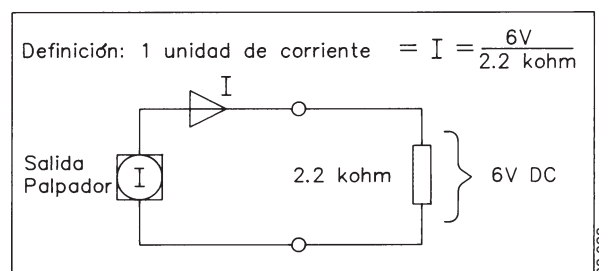 Definición: 1 unidad de corriente = I = 6V
2.2 kohm
I
Salida
Palpador
I
2.2 kohm
6V DC